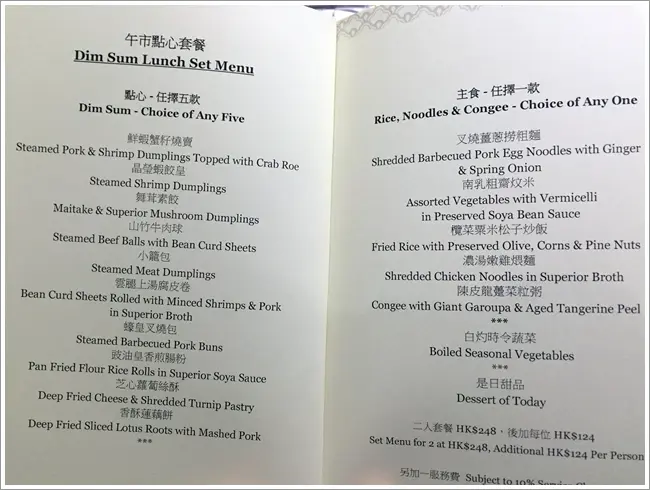 午市點心套餐
Dim Sum Lunch Set Menu
點心 - 任擇五款
Dim Sum - Choice of Any Five
鮮蝦蟹籽燒賣
Steamed Pork & Shrimp Dumplings Topped with Crab Roe
晶瑩蝦餃皇
Steamed Shrimp Dumplings
舞茸素餃
Maitake & Superior Mushroom Dumplings
山竹牛肉球
Steamed Beef Balls with Bean Curd Sheets
小籠包
Steamed Meat Dumplings
雲腿上湯腐皮卷
Bean Curd Sheets Rolled with Minced Shrimps & Pork
in Superior Broth
蠔皇叉燒包
Steamed Barbecued Pork Buns
豉油皇香煎腸粉
Pan Fried Flour Rice Rolls in Superior Soya Sauce
芝心蘿蔔絲酥
Deep Fried Cheese & Shredded Turnip Pastry
香酥蓮藕餅
Deep Fried Sliced Lotus Roots with Mashed Pork
***
主食 - 任擇一款
Rice, Noodles & Congee - Choice of Any One
叉燒薑蔥撈粗麵
Shredded Barbecued Pork Egg Noodles with Ginger
& Spring Onion
南乳粗齋炆米
Assorted Vegetables with Vermicelli
in Preserved Soya Bean Sauce
欖菜粟米松子炒飯
Fried Rice with Preserved Olive, Corns & Pine Nuts
濃湯嫩雞煨麵
Shredded Chicken Noodles in Superior Broth
陳皮龍躉菜粒粥
Congee with Giant Garoupa & Aged Tangerine Peel
***
白灼時令蔬菜
Boiled Seasonal Vegetables
***
是日甜品
Dessert of Today
二人套餐 HK$248，後加每位 HK$124
Set Menu for 2 at HK$248, Additional HK$124 Per Person
另加一服務費 Subject to 10% Service